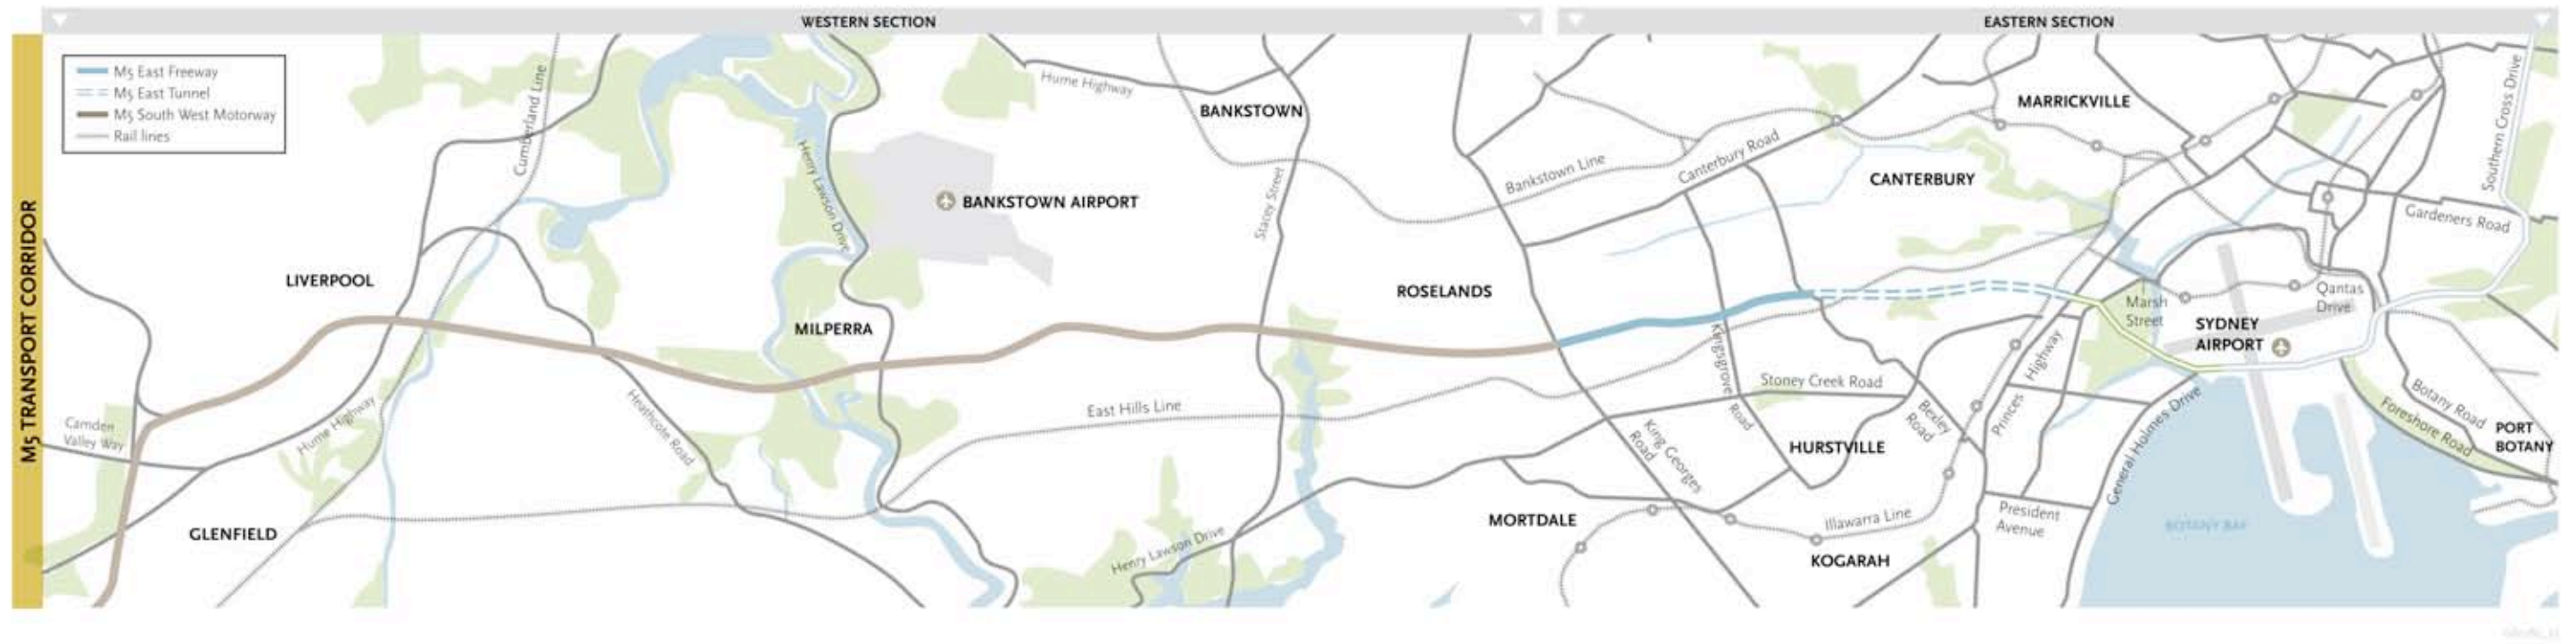 WESTERN SECTION
EASTERN SECTION
M5 TRANSPORT CORRIDOR
M5 East Freeway
M5 East Tunnel
M5 South West Motorway
Rail lines
Cumberland Line
Henry Lawson Drive
Hume Highway
BANKSTOWN
BANKSTOWN AIRPORT
Stacey Street
Bankstown Line
Canterbury Road
MARRICKVILLE
CANTERBURY
Southern Cross Drive
Gardeners Road
LIVERPOOL
MILPERRA
ROSELANDS
Marsh
Street
Qantas
Drive
SYDNEY
AIRPORT
Camden
Valley Way
Hume Highway
Heathcote Road
East Hills Line
Kingsgrove
Road
Stoney Creek Road
Bexley
Road
Princes
Highway
General Holmes Drive
Botany Road
Foreshore Road
PORT
BOTANY
King Georges
Road
HURSTVILLE
GLENFIELD
Henry Lawson Drive
MORTDALE
Illawarra Line
KOGARAH
President
Avenue
BOTANY BAY